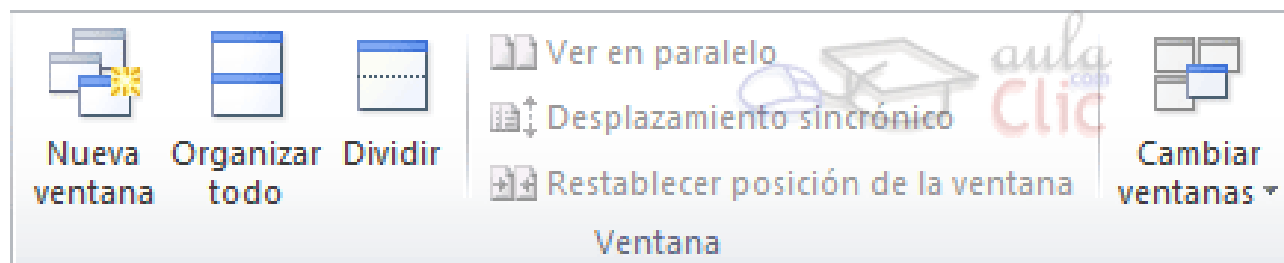 Nueva ventana
Organizar todo
Dividir
Ver en paralelo
Desplazamiento sincrónico
Restablecer posición de la ventana
Cambiar ventanas
Ventana
aula
.com
Clic